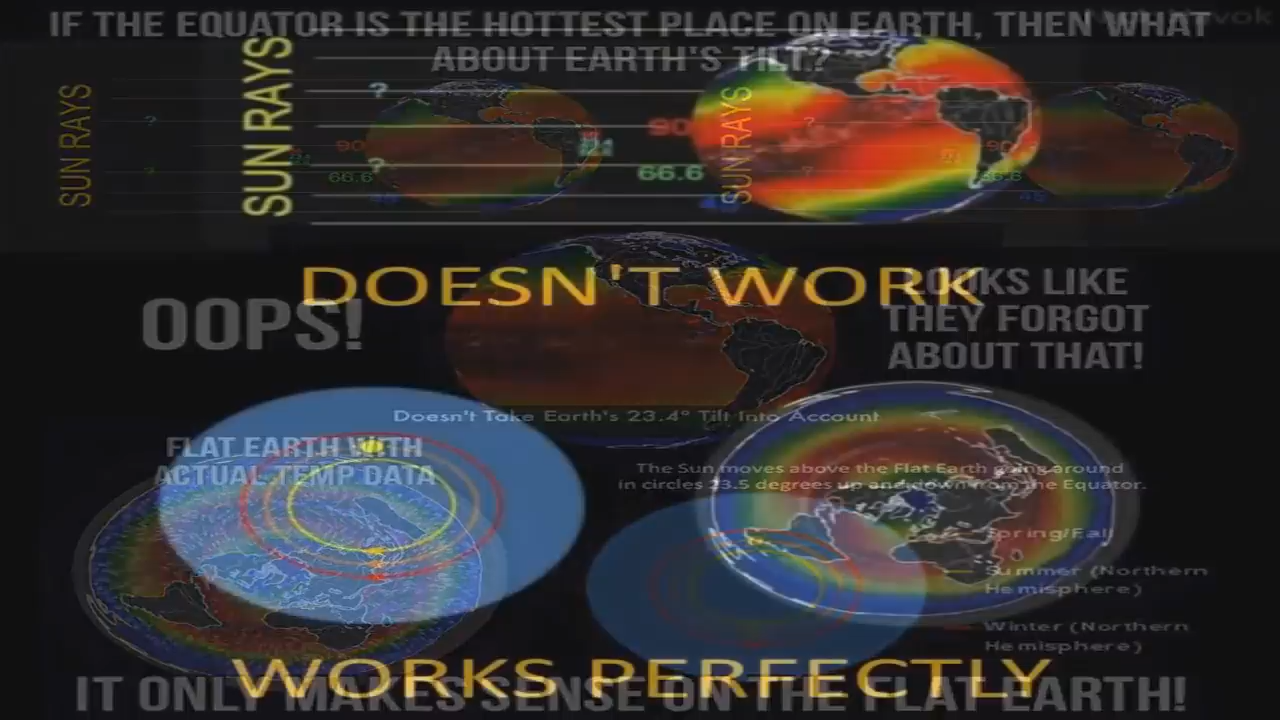 IF THE EQUATOR IS THE HOTTEST PLACE ON EARTH, THEN WHAT
ABOUT EARTH'S TILT?
SUN RAYS
SUN RAYS
SUN RAYS
?
?
?
?
?
?
90
90
90
66.6
66.6
DOESN'T WORK
OOPS!
LOOKS LIKE
THEY FORGOT
ABOUT THAT!
Doesn't Take Earth's 23.4° Tilt Into Account
FLAT EARTH WITH
ACTUAL TEMP DATA
The Sun moves above the Flat Earth going around
in circles 23.5 degrees up and down from the Equator.
Spring/Fall
Summer (Northern
Hemisphere)
Winter (Northern
Hemisphere)
WORKS PERFECTLY
IT ONLY MAKES SENSE ON THE FLAT EARTH!